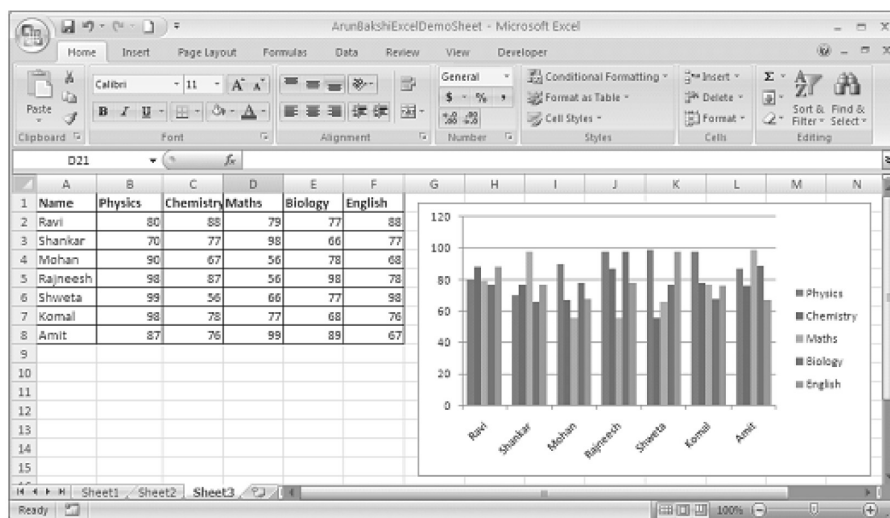 ArunBakshiExcelDemoSheet - Microsoft Excel
Home Insert Page Layout Formulas Data Review View Developer
Calibri 11 General Conditional Formatting Insert Σ
Paste B I U A $ % , Format as Table Delete Sort & Filter Find & Select
Cell Styles Format
Clipboard Font Alignment Number Styles Cells Editing
D21 fx
A B C D E F G H I J K L M N
1 Name Physics Chemistry Maths Biology English
2 Ravi 80 88 79 77 88
3 Shankar 70 77 98 66 77
4 Mohan 90 67 56 78 68
5 Rajneesh 98 87 56 98 78
6 Shweta 99 56 66 77 98
7 Komal 98 78 77 68 76
8 Amit 87 76 99 89 67
9
10
11
12
13
14
15
120
100
80
60
40
20
0
Ravi Shankar Mohan Rajneesh Shweta Komal Amit
Physics
Chemistry
Maths
Biology
English
Sheet1 Sheet2 Sheet3
Ready 100%